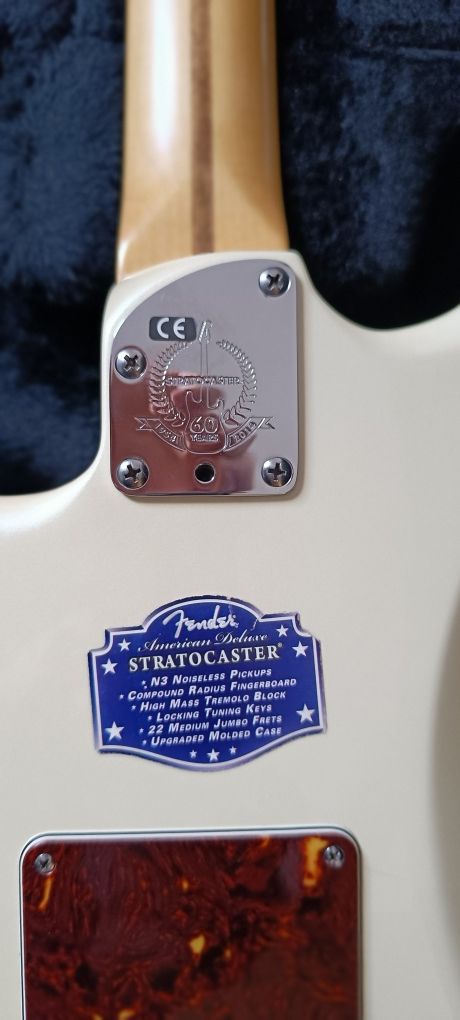 CE
STRATOCASTER
60
YEARS
1954 2014
Fender
American Deluxe
STRATOCASTER®
★ N3 NOISELESS PICKUPS
★ COMPOUND RADIUS FINGERBOARD
★ HIGH MASS TREMOLO BLOCK
★ LOCKING TUNING KEYS
★ 22 MEDIUM JUMBO FRETS
★ UPGRADED MOLDED CASE